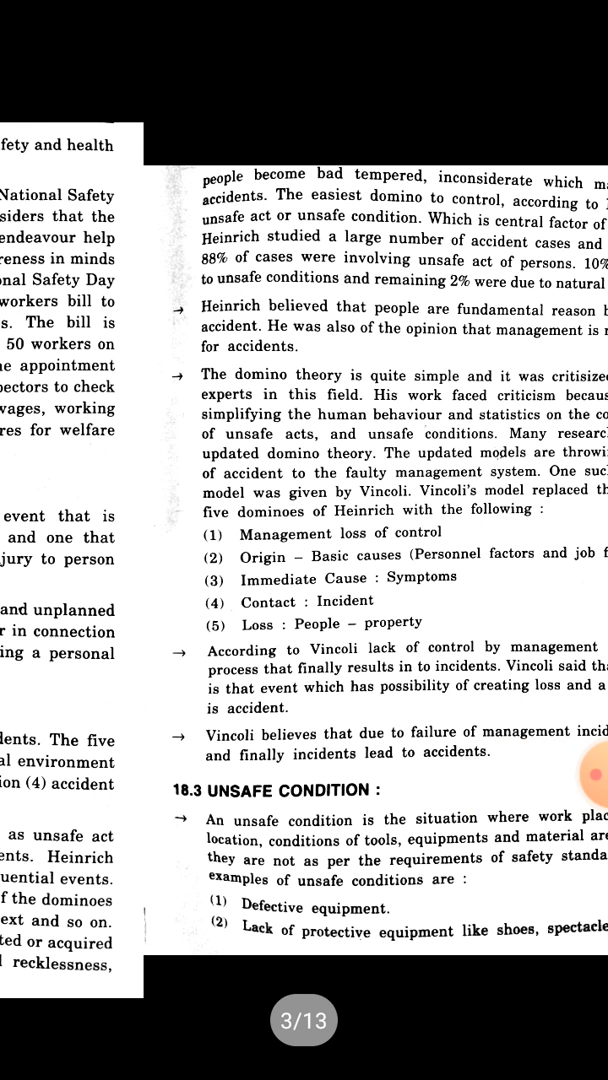 fety and health
National Safety
siders that the
endeavour help
reness in minds
onal Safety Day
workers bill to
s. The bill is
50 workers on
he appointment
pectors to check
wages, working
res for welfare
event that is
and one that
jury to person
and unplanned
r in connection
ing a personal
dents. The five
al environment
ion (4) accident
as unsafe act
ents. Heinrich
uential events.
f the dominoes
ext and so on.
ted or acquired
recklessness,
people become bad tempered, inconsiderate which m
accidents. The easiest domino to control, according to
unsafe act or unsafe condition. Which is central factor of
Heinrich studied a large number of accident cases and
88% of cases were involving unsafe act of persons. 10%
to unsafe conditions and remaining 2% were due to natural
→ Heinrich believed that people are fundamental reason b
accident. He was also of the opinion that management is r
for accidents.
→ The domino theory is quite simple and it was critisize
experts in this field. His work faced criticism becaus
simplifying the human behaviour and statistics on the co
of unsafe acts, and unsafe conditions. Many researc
updated domino theory. The updated models are throwi
of accident to the faulty management system. One suc
model was given by Vincoli. Vincoli's model replaced th
five dominoes of Heinrich with the following :
(1) Management loss of control
(2) Origin – Basic causes (Personnel factors and job f
(3) Immediate Cause : Symptoms
(4) Contact : Incident
(5) Loss : People – property
→ According to Vincoli lack of control by management
process that finally results in to incidents. Vincoli said tha
is that event which has possibility of creating loss and a
is accident.
→ Vincoli believes that due to failure of management incid
and finally incidents lead to accidents.
18.3 UNSAFE CONDITION :
→ An unsafe condition is the situation where work plac
location, conditions of tools, equipments and material are
they are not as per the requirements of safety standa
examples of unsafe conditions are :
(1) Defective equipment.
(2) Lack of protective equipment like shoes, spectacle
3/13